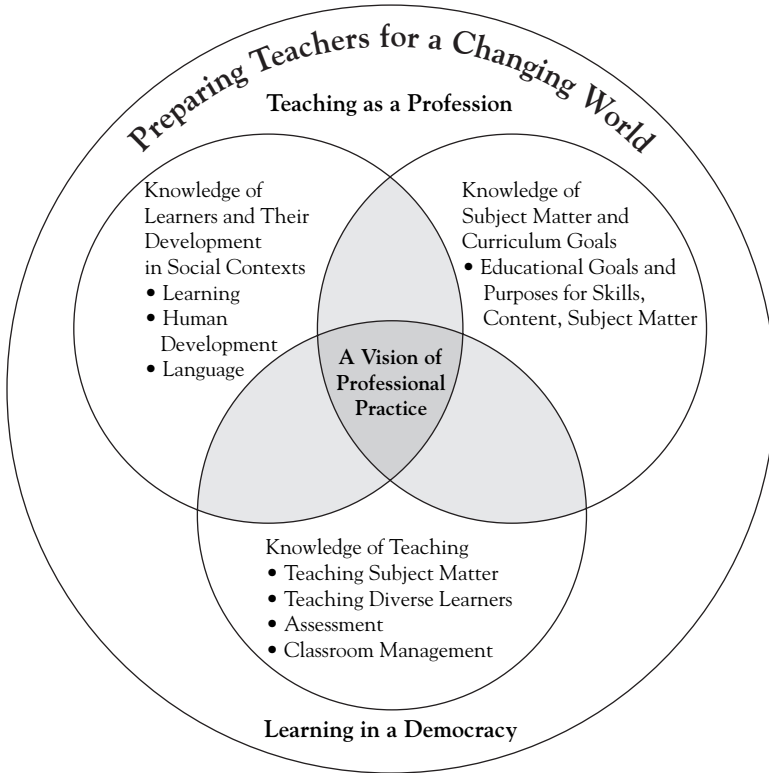 Preparing Teachers for a Changing World
Teaching as a Profession
Knowledge of
Learners and Their
Development
in Social Contexts
• Learning
• Human
Development
• Language
Knowledge of
Subject Matter and
Curriculum Goals
• Educational Goals and
Purposes for Skills,
Content, Subject Matter
A Vision of
Professional
Practice
Knowledge of Teaching
• Teaching Subject Matter
• Teaching Diverse Learners
• Assessment
• Classroom Management
Learning in a Democracy